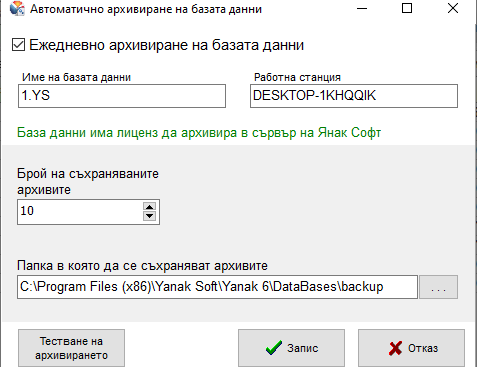 Автоматично архивиране на базата данни
Ежедневно архивиране на базата данни
Име на базата данни
Работна станция
1.YS
DESKTOP-1KHQQIK
База данни има лиценз да архивира в сървър на Янак Софт
Брой на съхраняваните
архивите
10
Папка в която да се съхраняват архивите
C:\Program Files (x86)\Yanak Soft\Yanak 6\DataBases\backup
...
Тестване на
архивирането
Запис
Отказ